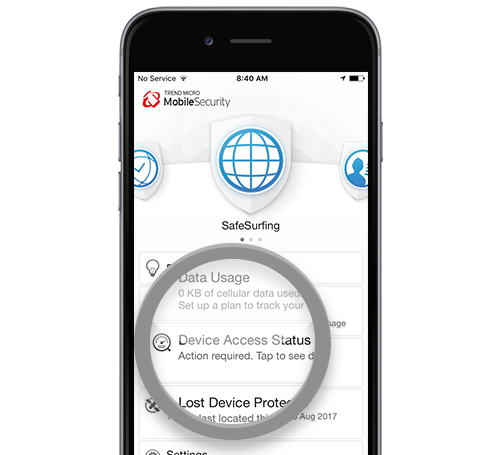 No Service 8:40 AM
TREND MICRO
MobileSecurity
SafeSurfing
Data Usage
0 KB of cellular data used
Set up a plan to track your
Device Access Status
Action required. Tap to see d
Lost Device Protec
last located this
Aug 2017
Settings